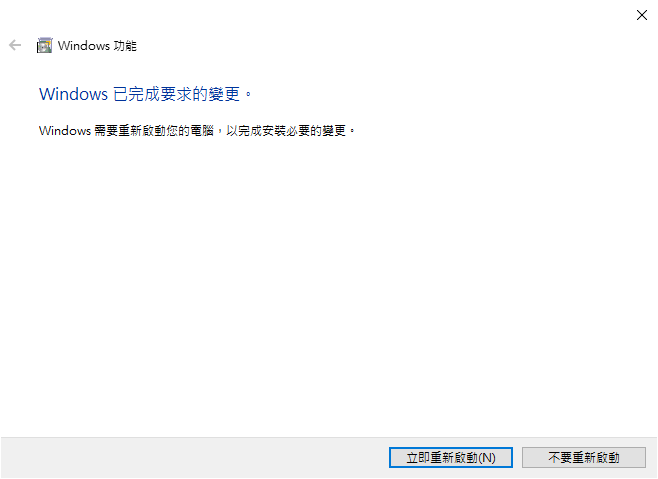 Windows 功能
Windows 已完成要求的變更。
Windows 需要重新啟動您的電腦，以完成安裝必要的變更。
立即重新啟動(N)
不要重新啟動